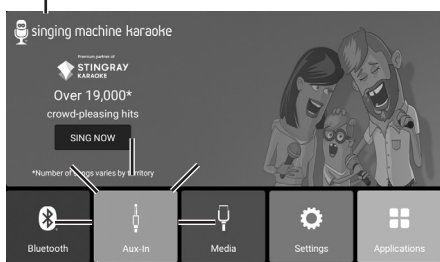 singing machine karaoke
Premium partner of
STINGRAY
KARAOKE
Over 19,000*
crowd-pleasing hits
SING NOW
*Number of songs varies by territory
Bluetooth
Aux-In
Media
Settings
Applications